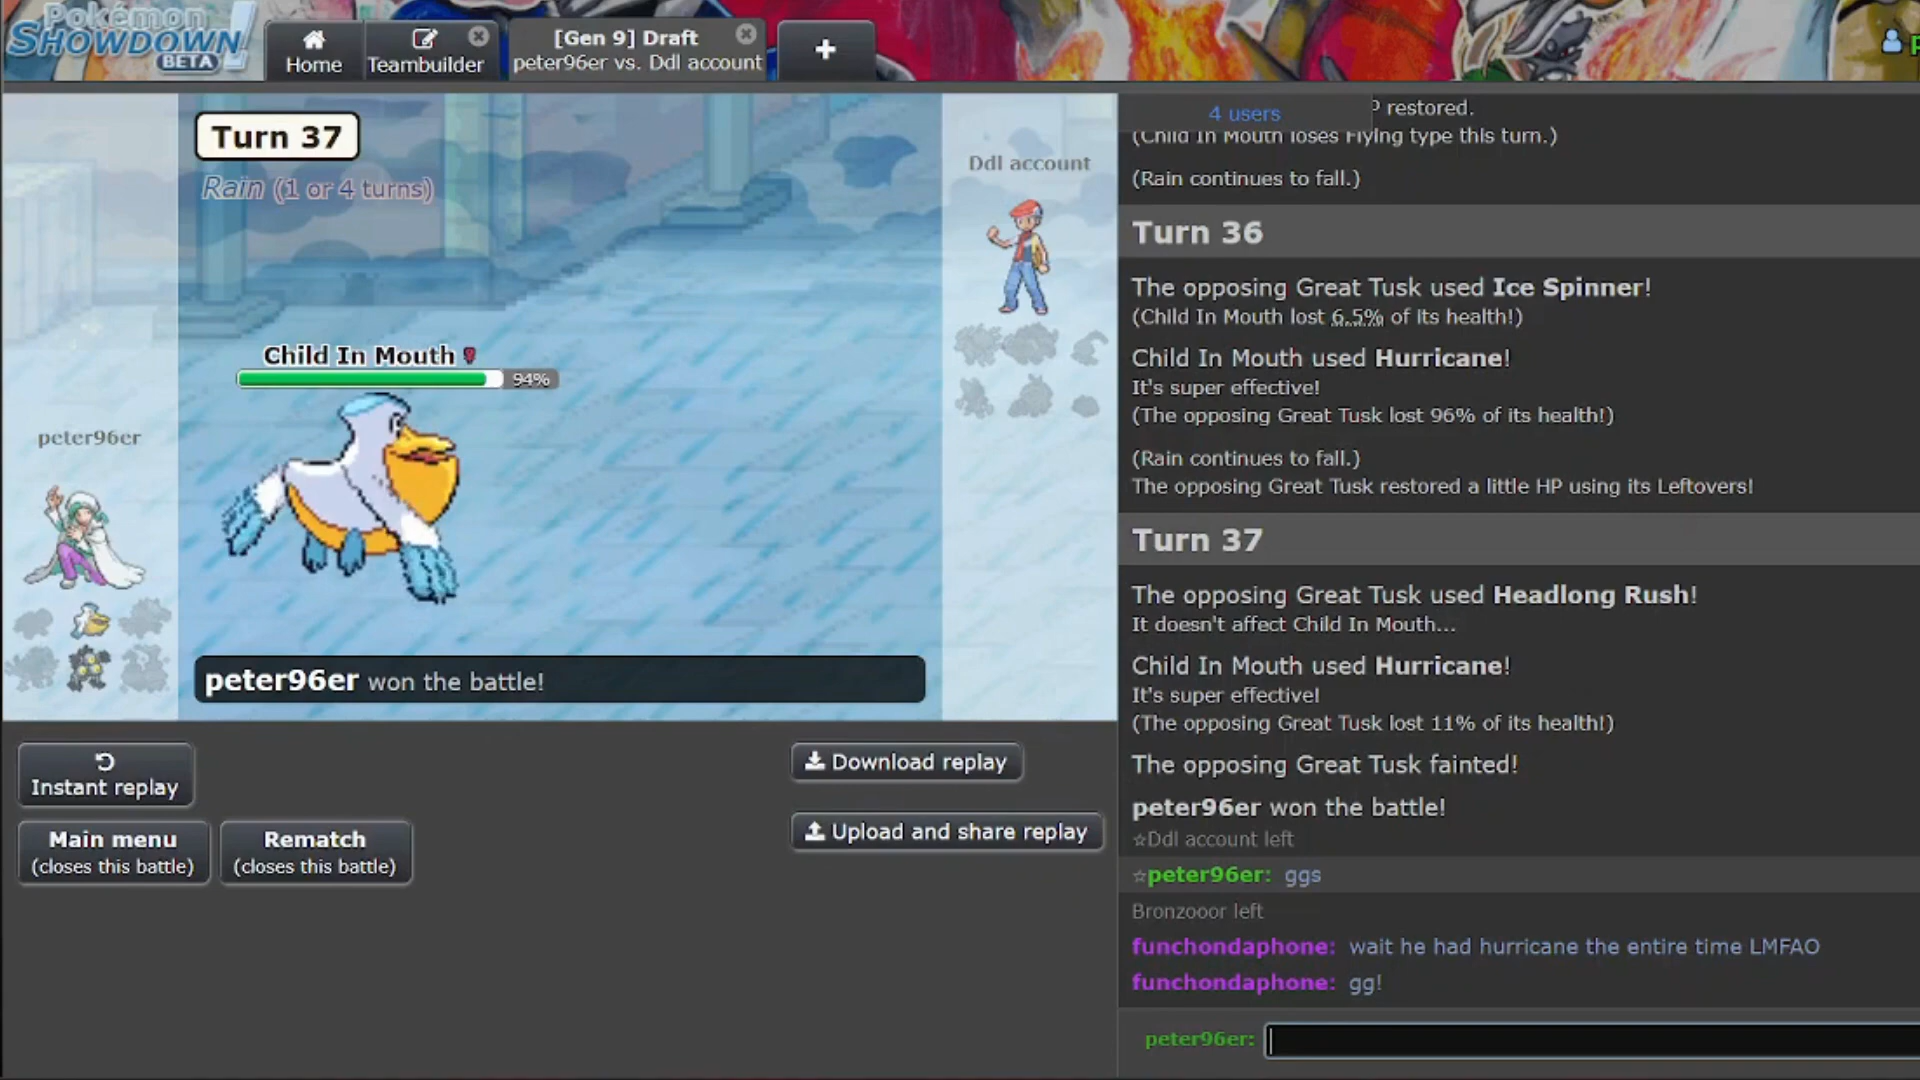 Pokémon
SHOWDOWN!
BETA
Home
Teambuilder
[Gen 9] Draft
peter96er vs. Ddl account
+
Turn 37
Rain (1 or 4 turns)
Child In Mouth
94%
peter96er
Ddl account
peter96er won the battle!
Instant replay
Download replay
Upload and share replay
Main menu
(closes this battle)
Rematch
(closes this battle)
4 users
P restored.
(Child In Mouth loses Flying type this turn.)
(Rain continues to fall.)
Turn 36
The opposing Great Tusk used Ice Spinner!
(Child In Mouth lost 6.5% of its health!)
Child In Mouth used Hurricane!
It's super effective!
(The opposing Great Tusk lost 96% of its health!)
(Rain continues to fall.)
The opposing Great Tusk restored a little HP using its Leftovers!
Turn 37
The opposing Great Tusk used Headlong Rush!
It doesn't affect Child In Mouth...
Child In Mouth used Hurricane!
It's super effective!
(The opposing Great Tusk lost 11% of its health!)
The opposing Great Tusk fainted!
peter96er won the battle!
☆Ddl account left
☆peter96er: ggs
Bronzooor left
funchondaphone: wait he had hurricane the entire time LMFAO
funchondaphone: gg!
peter96er: